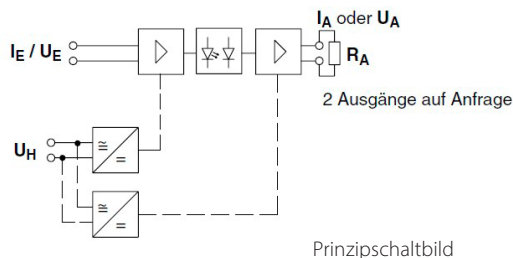 I_A oder U_A
I_E / U_E
R_A
2 Ausgänge auf Anfrage
U_H
≅
=
≅
=
Prinzipschaltbild